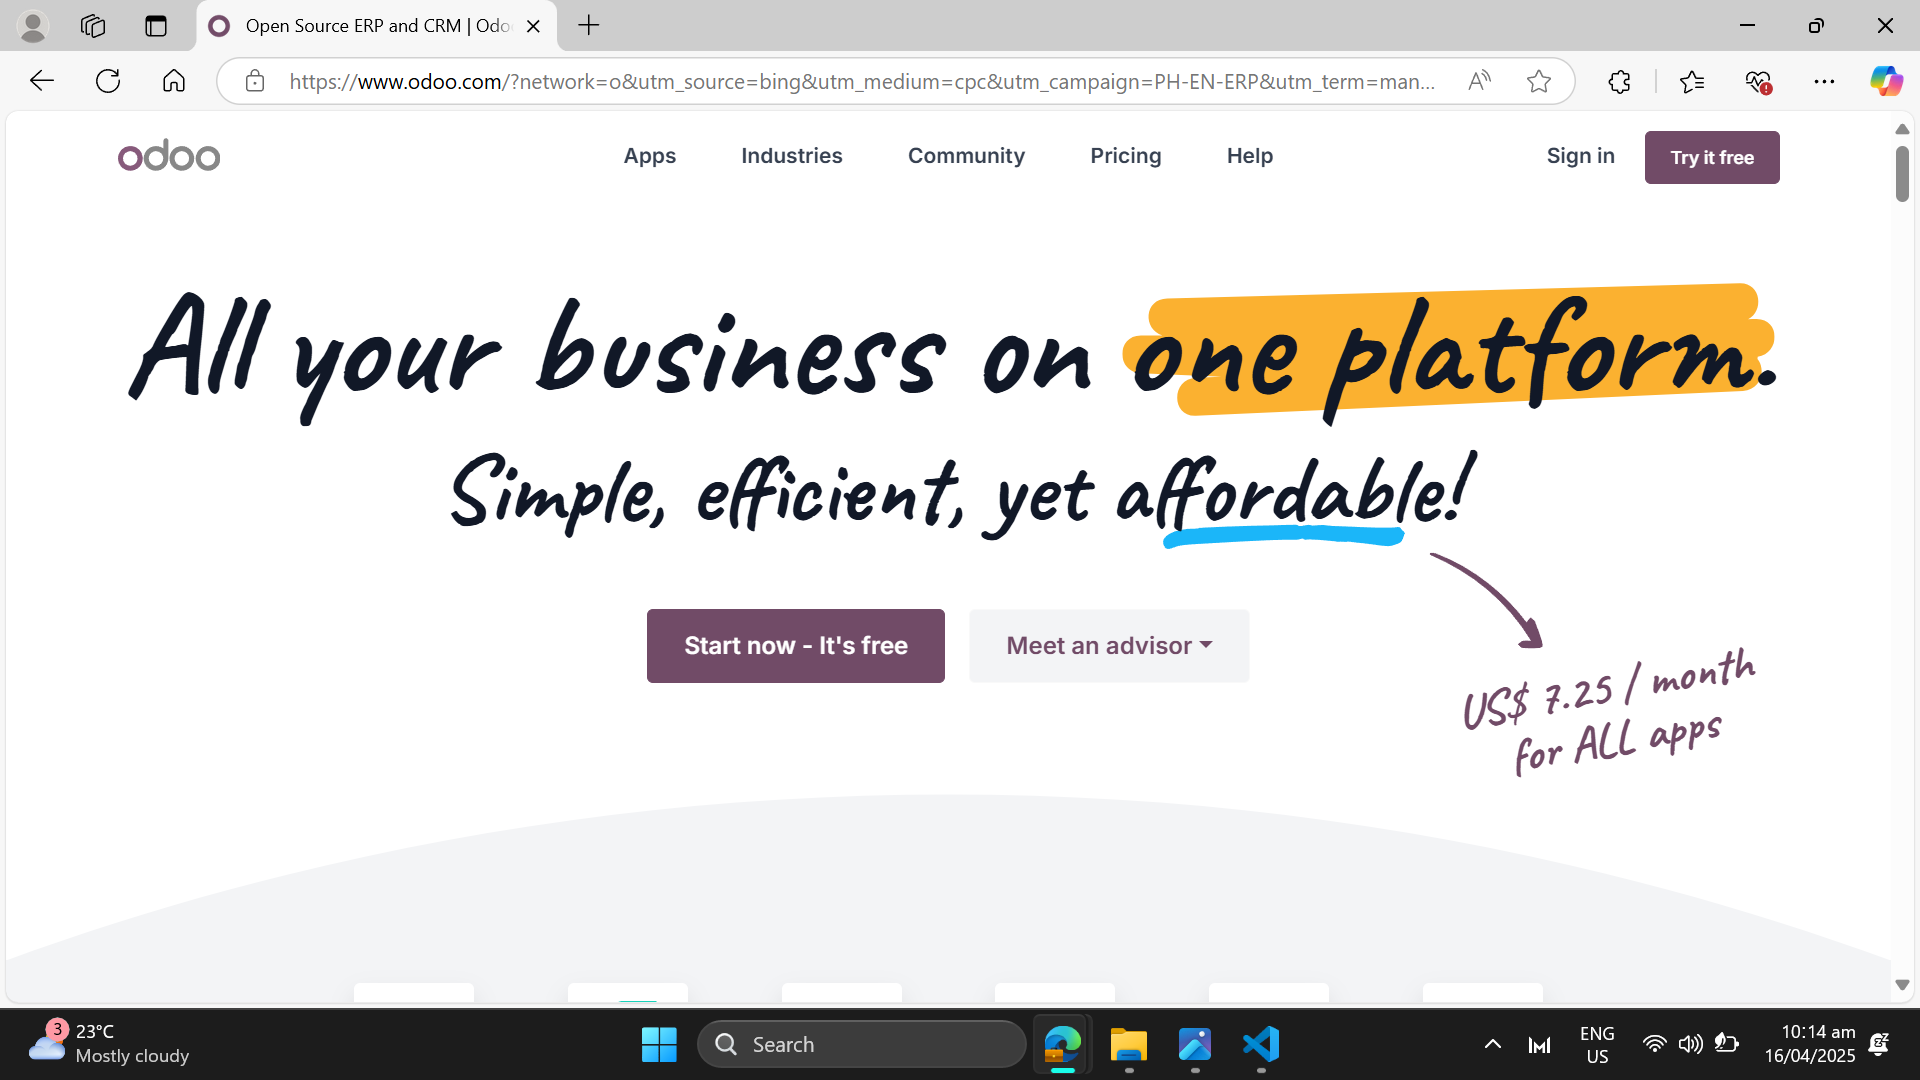 Open Source ERP and CRM | Odo
https://www.odoo.com/?network=o&utm_source=bing&utm_medium=cpc&utm_campaign=PH-EN-ERP&utm_term=man...
odoo
Apps
Industries
Community
Pricing
Help
Sign in
Try it free
All your business on one platform.
Simple, efficient, yet affordable!
Start now - It's free
Meet an advisor
US$ 7.25 / month
for ALL apps
3
23°C
Mostly cloudy
Search
ENG
US
10:14 am
16/04/2025